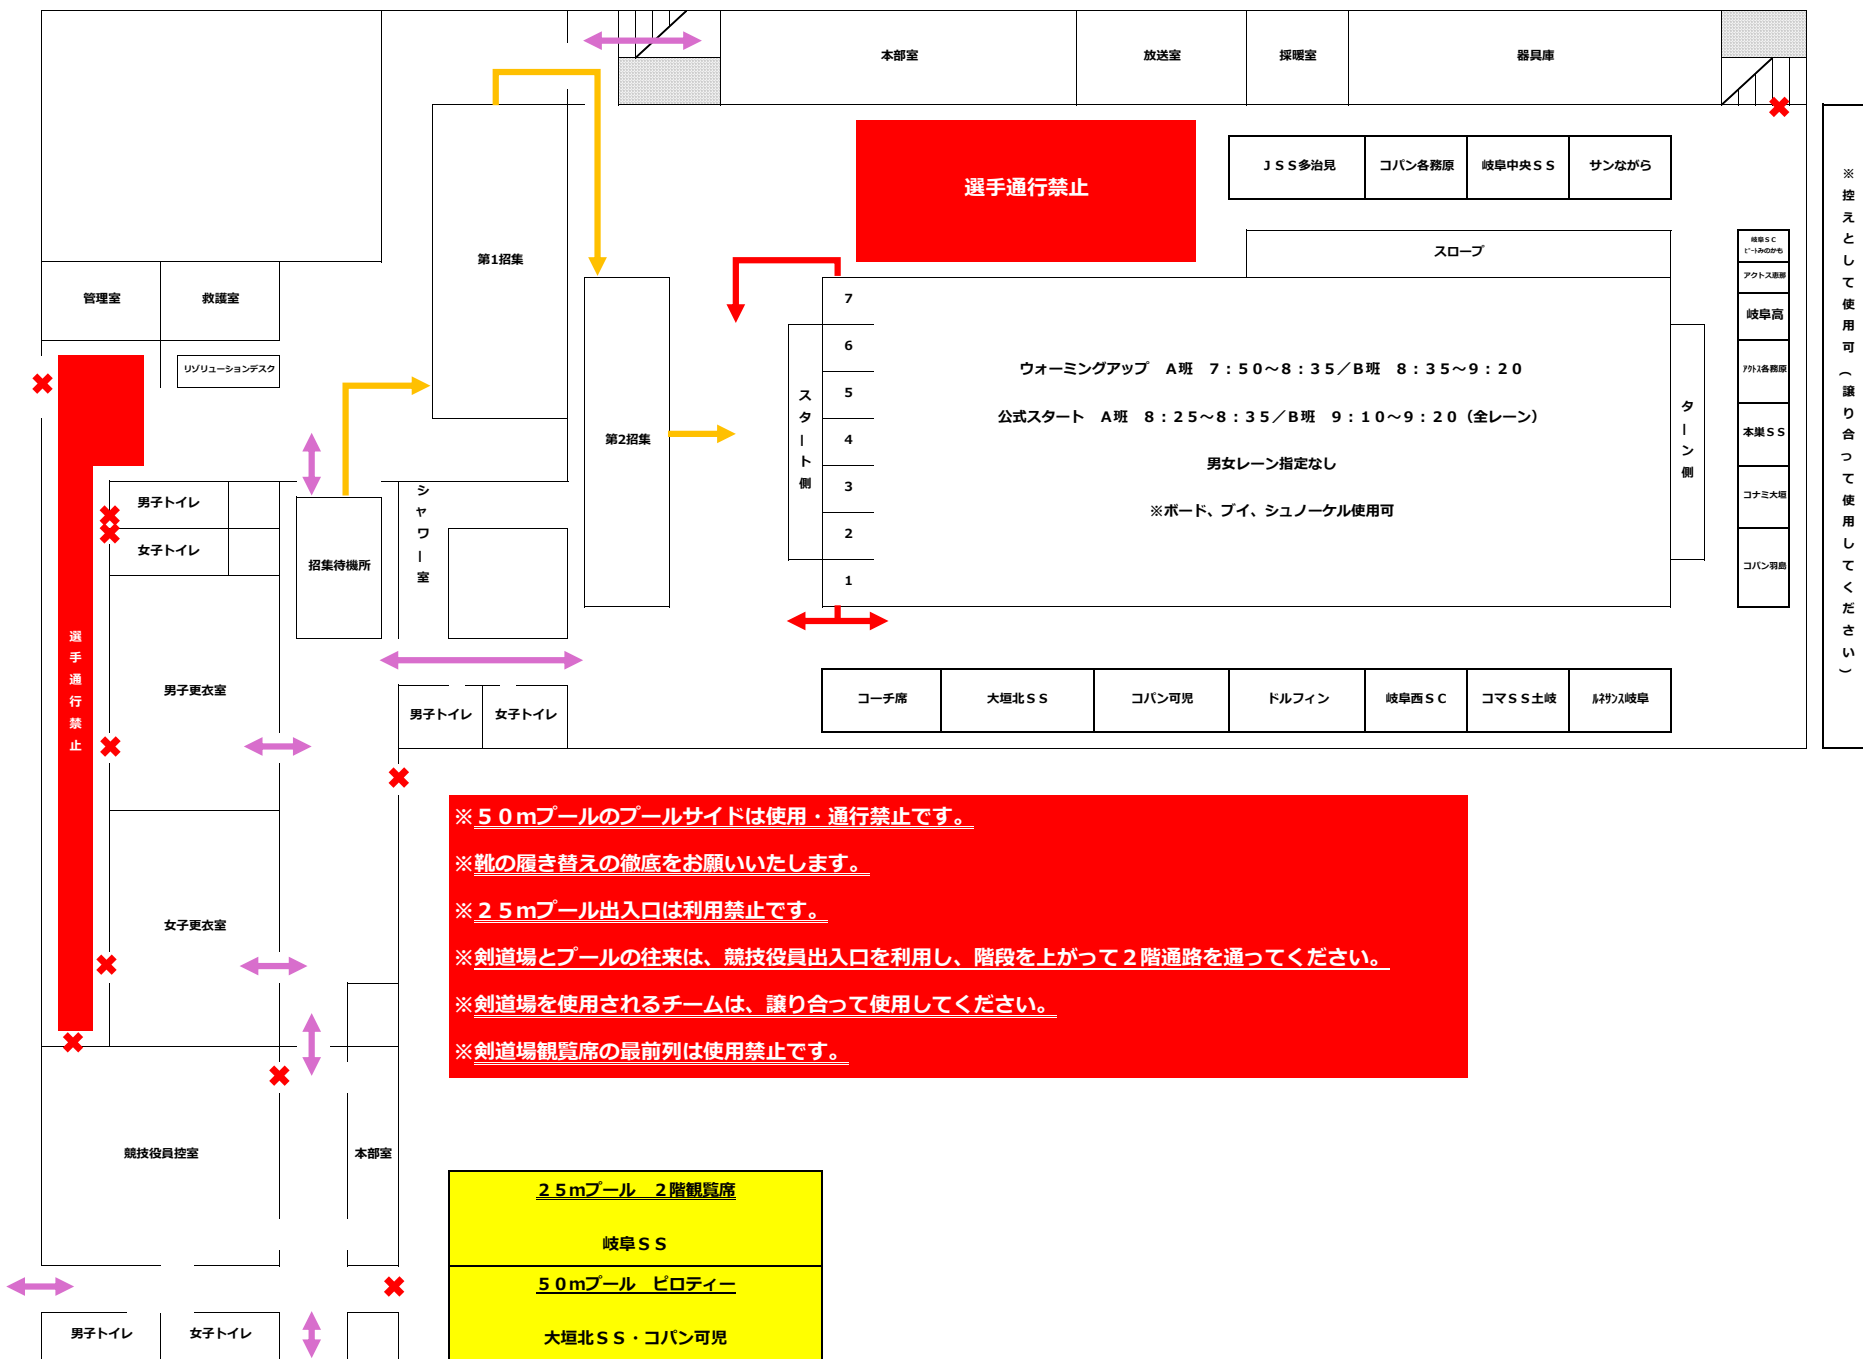 本部室
放送室
採暖室
器具庫
選手通行禁止
ＪＳＳ多治見
コパン各務原
岐阜中央ＳＳ
サンながら
※控えとして使用可（譲り合って使用してください）
第1招集
スロープ
岐阜ＳＣ
ﾋﾞｰﾄみのかも
アクトス恵那
岐阜高
ｱｸﾄｽ各務原
本巣ＳＳ
コナミ大垣
コパン羽島
管理室
救護室
リゾリューションデスク
7
6
5
4
3
2
1
スタート側
ターン側
ウォーミングアップ　Ａ班　７：５０～８：３５／Ｂ班　８：３５～９：２０
公式スタート　Ａ班　８：２５～８：３５／Ｂ班　９：１０～９：２０（全レーン）
男女レーン指定なし
※ボード、ブイ、シュノーケル使用可
第2招集
シャワー室
招集待機所
男子トイレ
女子トイレ
選手通行禁止
男子更衣室
男子トイレ
女子トイレ
コーチ席
大垣北ＳＳ
コパン可児
ドルフィン
岐阜西ＳＣ
コマＳＳ土岐
ﾙﾈｻﾝｽ岐阜
女子更衣室
※５０ｍプールのプールサイドは使用・通行禁止です。
※靴の履き替えの徹底をお願いいたします。
※２５ｍプール出入口は利用禁止です。
※剣道場とプールの往来は、競技役員出入口を利用し、階段を上がって２階通路を通ってください。
※剣道場を使用されるチームは、譲り合って使用してください。
※剣道場観覧席の最前列は使用禁止です。
競技役員控室
本部室
２５ｍプール　２階観覧席
岐阜ＳＳ
５０ｍプール　ピロティー
大垣北ＳＳ・コパン可児
男子トイレ
女子トイレ